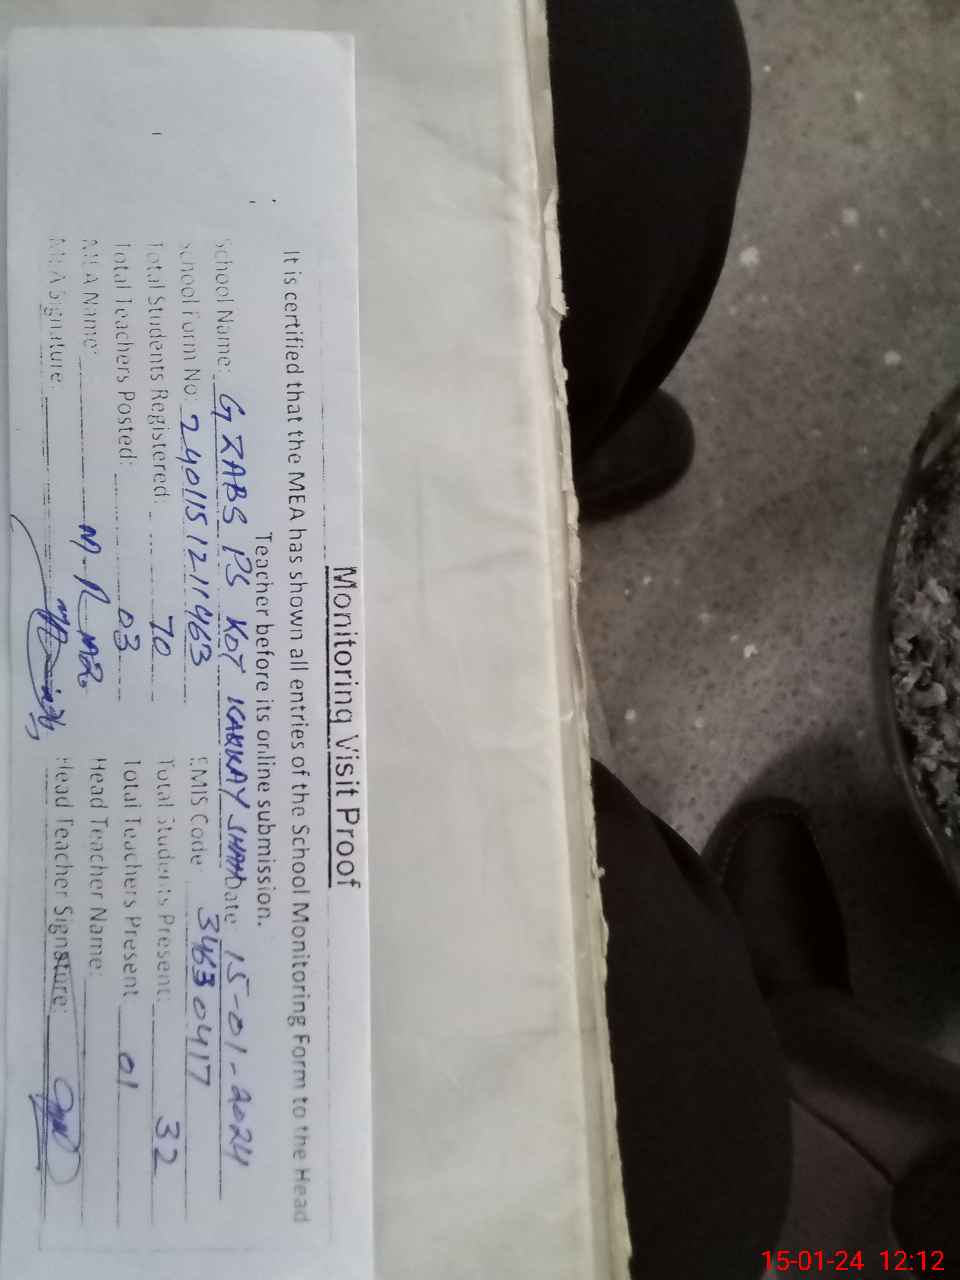 Monitoring Visit Proof
It is certified that the MEA has shown all entries of the School Monitoring Form to the Head
Teacher before its online submission.
School Name: GZABS PS KOT KARKAY SHAH Date 15-01-2024
School Form No: 240115121463 EMIS Code: 34630417
Total Students Registered: 70 Total Students Present: 32
Total Teachers Posted: 03 Total Teachers Present 01
MEA Name: Head Teacher Name:
MEA Signature: Head Teacher Signature:
15-01-24 12:12